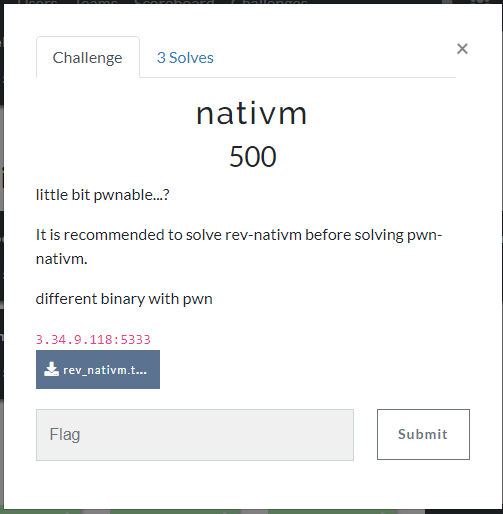 Users Teams Scoreboard Challenges
Challenge
3 Solves
×
nativm
500
little bit pwnable...?
It is recommended to solve rev-nativm before solving pwn-
nativm.
different binary with pwn
3.34.9.118:5333
rev_nativm.t...
Flag
Submit